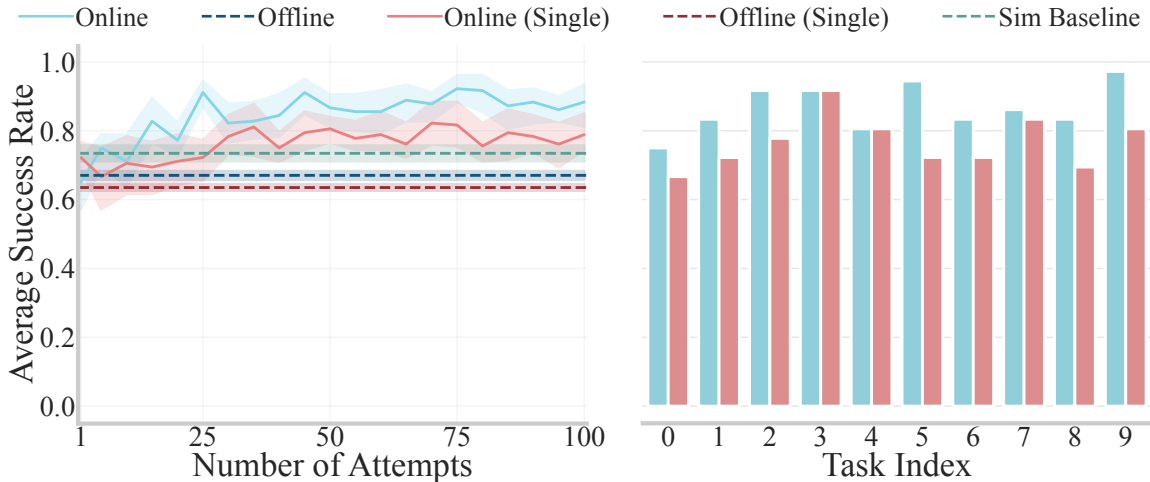 Online
Offline
Online (Single)
Offline (Single)
Sim Baseline
Average Success Rate
1.0
0.8
0.6
0.4
0.2
0.0
1 25 50 75 100
Number of Attempts
0 1 2 3 4 5 6 7 8 9
Task Index